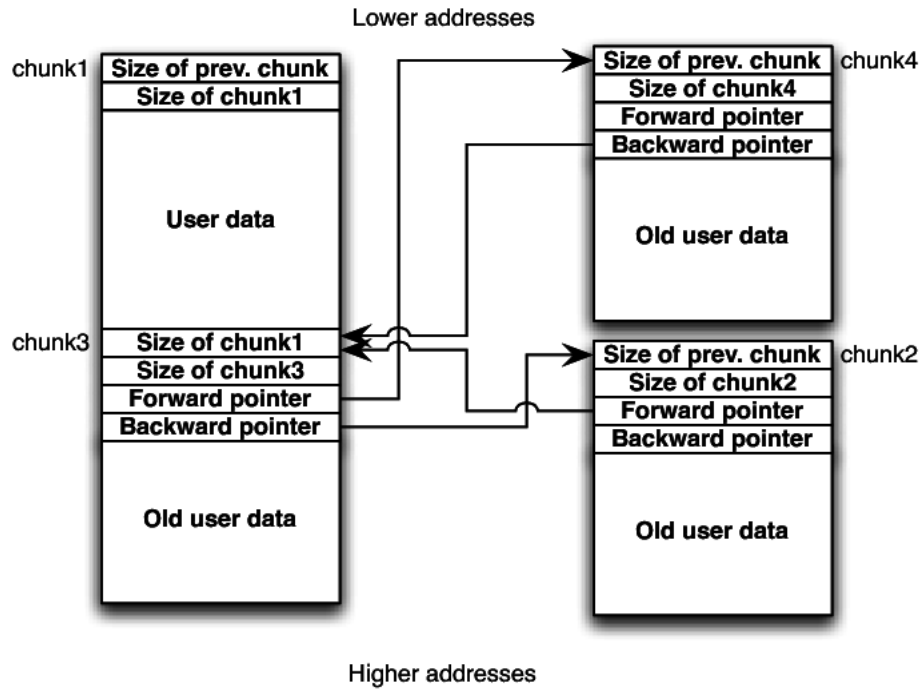 Lower addresses
chunk1
Size of prev. chunk
Size of chunk1
User data
chunk3
Size of chunk1
Size of chunk3
Forward pointer
Backward pointer
Old user data
Size of prev. chunk
chunk4
Size of chunk4
Forward pointer
Backward pointer
Old user data
Size of prev. chunk
chunk2
Size of chunk2
Forward pointer
Backward pointer
Old user data
Higher addresses